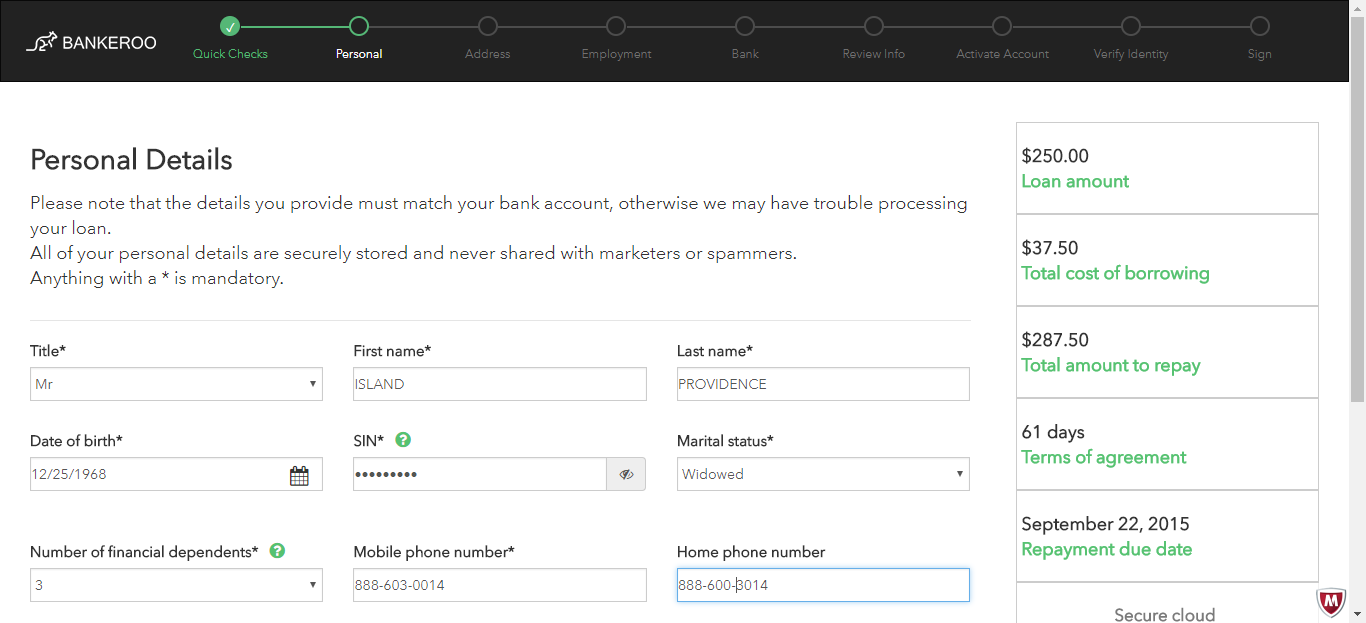 BANKEROO
Quick Checks
Personal
Address
Employment
Bank
Review Info
Activate Account
Verify Identity
Sign
Personal Details
Please note that the details you provide must match your bank account, otherwise we may have trouble processing
your loan.
All of your personal details are securely stored and never shared with marketers or spammers.
Anything with a * is mandatory.
Title*
First name*
Last name*
Mr
ISLAND
PROVIDENCE
Date of birth*
SIN* ?
Marital status*
12/25/1968
•••••••••
Widowed
Number of financial dependents* ?
Mobile phone number*
Home phone number
3
888-603-0014
888-600-3014
$250.00
Loan amount
$37.50
Total cost of borrowing
$287.50
Total amount to repay
61 days
Terms of agreement
September 22, 2015
Repayment due date
Secure cloud
M